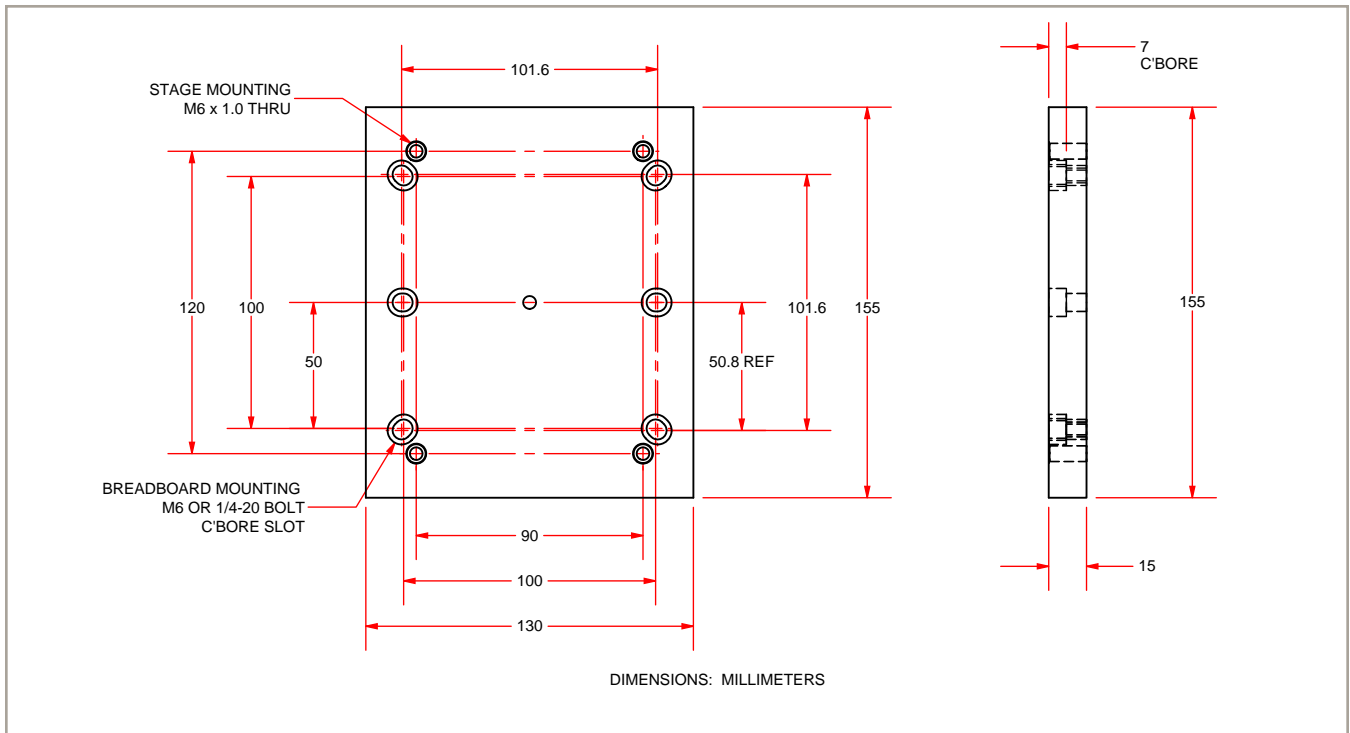 7
C'BORE
101.6
STAGE MOUNTING
M6 x 1.0 THRU
120
100
50
101.6
155
50.8 REF
155
BREADBOARD MOUNTING
M6 OR 1/4-20 BOLT
C'BORE SLOT
90
100
15
130
DIMENSIONS: MILLIMETERS